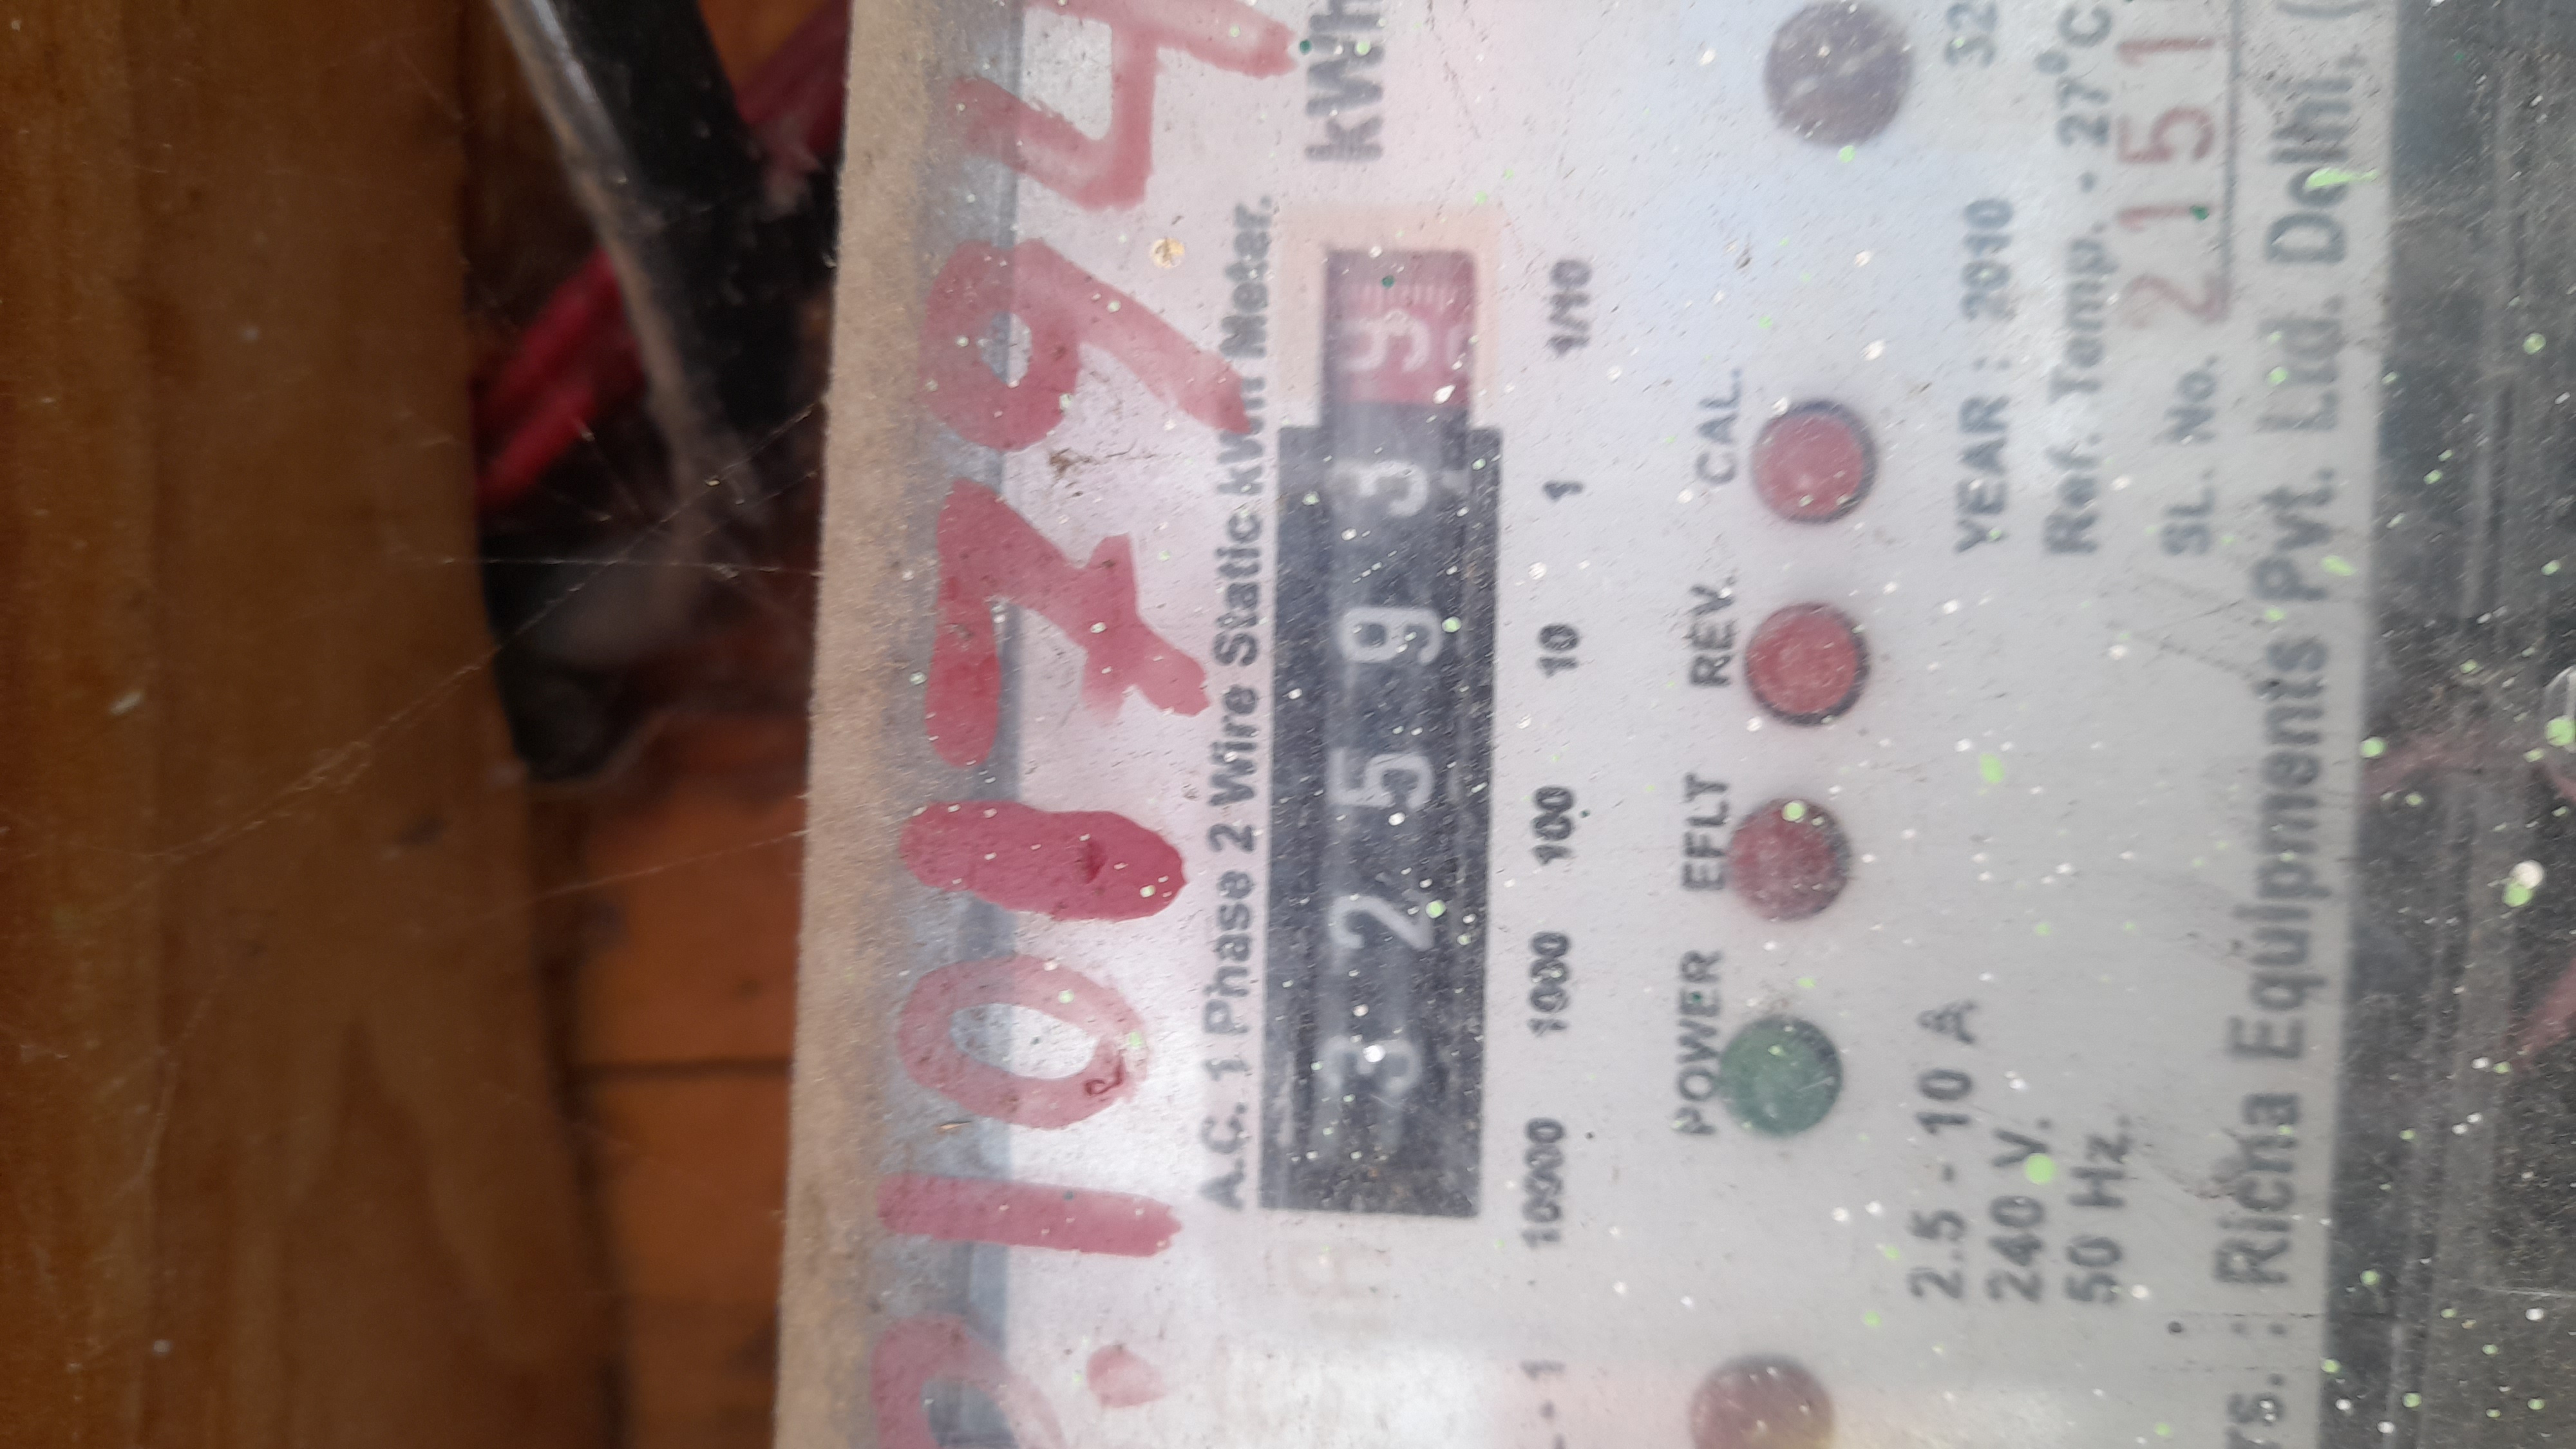 101794
A.C. 1 Phase 2 Wire Static kWh Meter.
3 2 5 9 3 9
kWh
10000 1000 100 10 1 1/10
POWER EFLT REV. CAL.
2.5 - 10 A
240 V.
50 Hz.
YEAR : 2010
Ref. Temp. - 27°C
SL. No. 2151
Richa Equipments Pvt. Ltd. Delhi, (